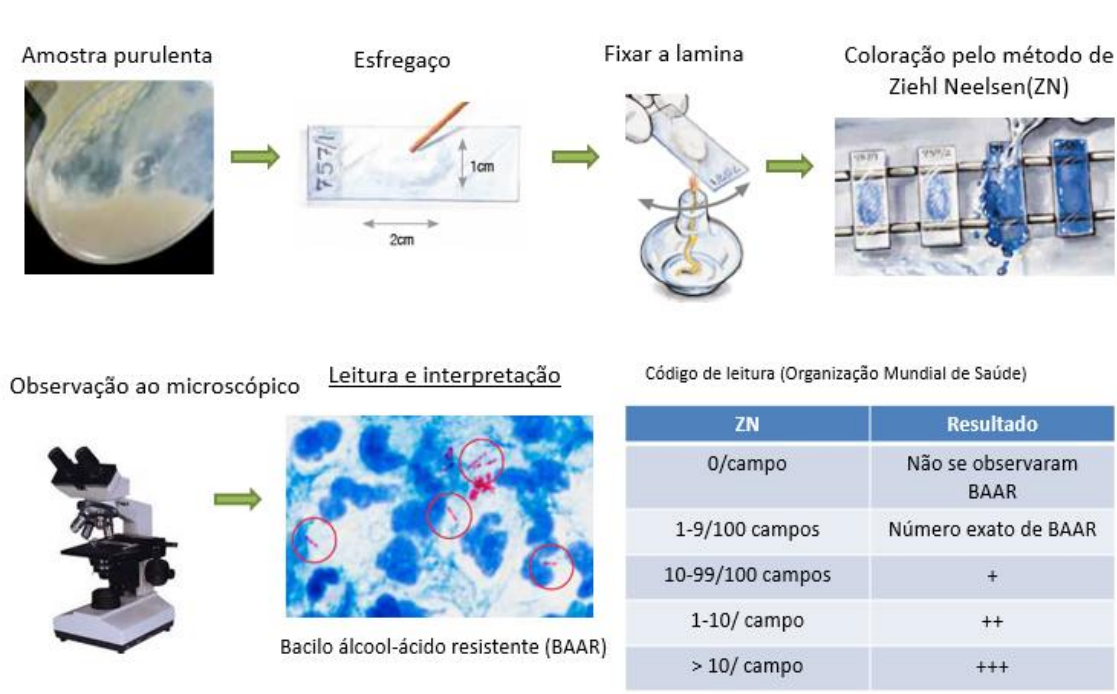 Amostra purulenta
Esfregaço
Fixar a lamina
Coloração pelo método de
Ziehl Neelsen(ZN)
757/1
1cm
2cm
Observação ao microscópico
Leitura e interpretação
Bacilo álcool-ácido resistente (BAAR)
Código de leitura (Organização Mundial de Saúde)
ZN Resultado
0/campo Não se observaram
BAAR
1-9/100 campos Número exato de BAAR
10-99/100 campos +
1-10/ campo ++
> 10/ campo +++